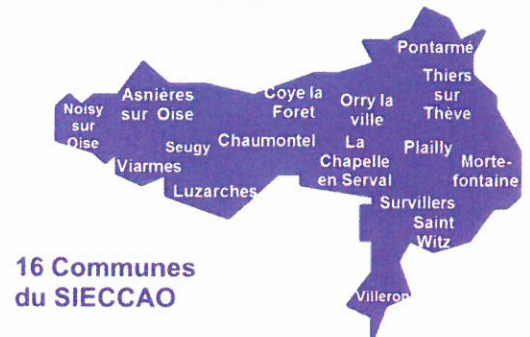 Pontarmé
Thiers
sur
Thève
Asnières
sur Oise
Coye la
Foret
Orry la
ville
Noisy
sur
Oise
Seugy
Chaumontel
La
Chapelle
en Serval
Plailly
Morte-
fontaine
Viarmes
Luzarches
Survillers
Saint
Witz
16 Communes
du SIECCAO
Villeron